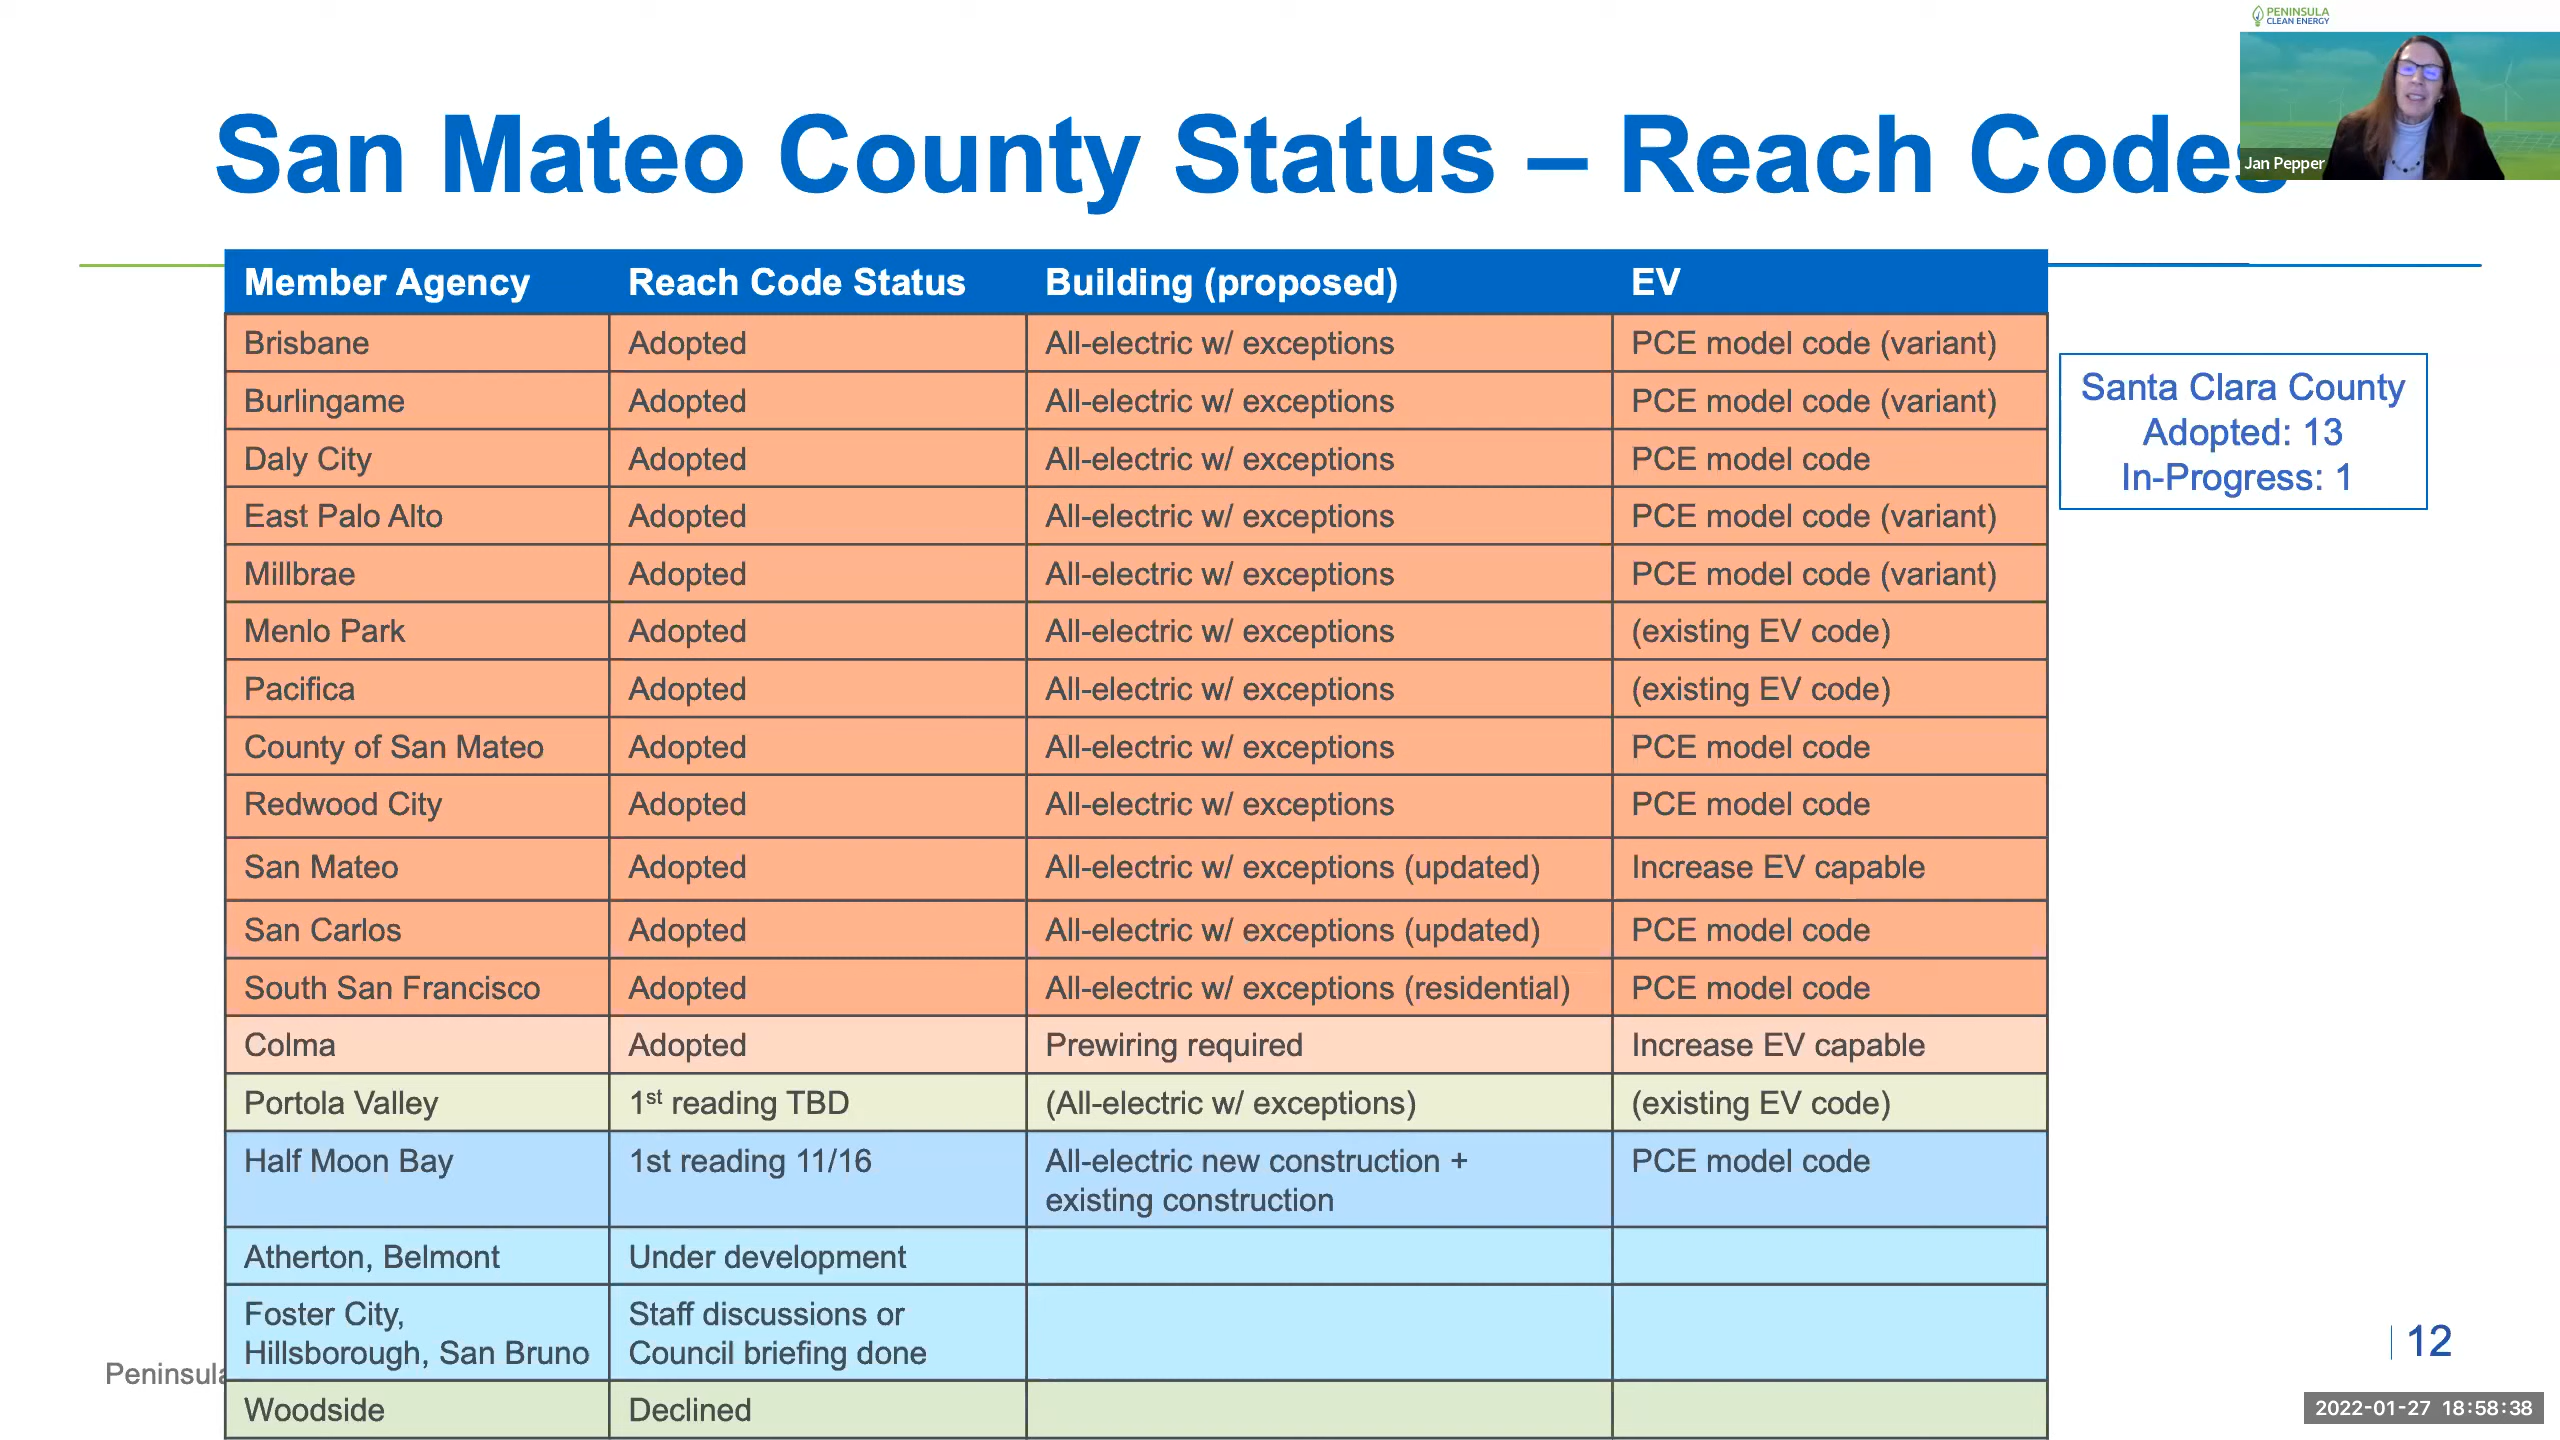 PENINSULA
CLEAN ENERGY
Jan Pepper
San Mateo County Status – Reach Codes
Member Agency Reach Code Status Building (proposed) EV
Brisbane Adopted All-electric w/ exceptions PCE model code (variant)
Burlingame Adopted All-electric w/ exceptions PCE model code (variant)
Daly City Adopted All-electric w/ exceptions PCE model code
East Palo Alto Adopted All-electric w/ exceptions PCE model code (variant)
Millbrae Adopted All-electric w/ exceptions PCE model code (variant)
Menlo Park Adopted All-electric w/ exceptions (existing EV code)
Pacifica Adopted All-electric w/ exceptions (existing EV code)
County of San Mateo Adopted All-electric w/ exceptions PCE model code
Redwood City Adopted All-electric w/ exceptions PCE model code
San Mateo Adopted All-electric w/ exceptions (updated) Increase EV capable
San Carlos Adopted All-electric w/ exceptions (updated) PCE model code
South San Francisco Adopted All-electric w/ exceptions (residential) PCE model code
Colma Adopted Prewiring required Increase EV capable
Portola Valley 1st reading TBD (All-electric w/ exceptions) (existing EV code)
Half Moon Bay 1st reading 11/16 All-electric new construction + PCE model code
existing construction
Atherton, Belmont Under development
Foster City, Staff discussions or
Hillsborough, San Bruno Council briefing done
Woodside Declined
Santa Clara County
Adopted: 13
In-Progress: 1
Peninsula
12
2022-01-27 18:58:38